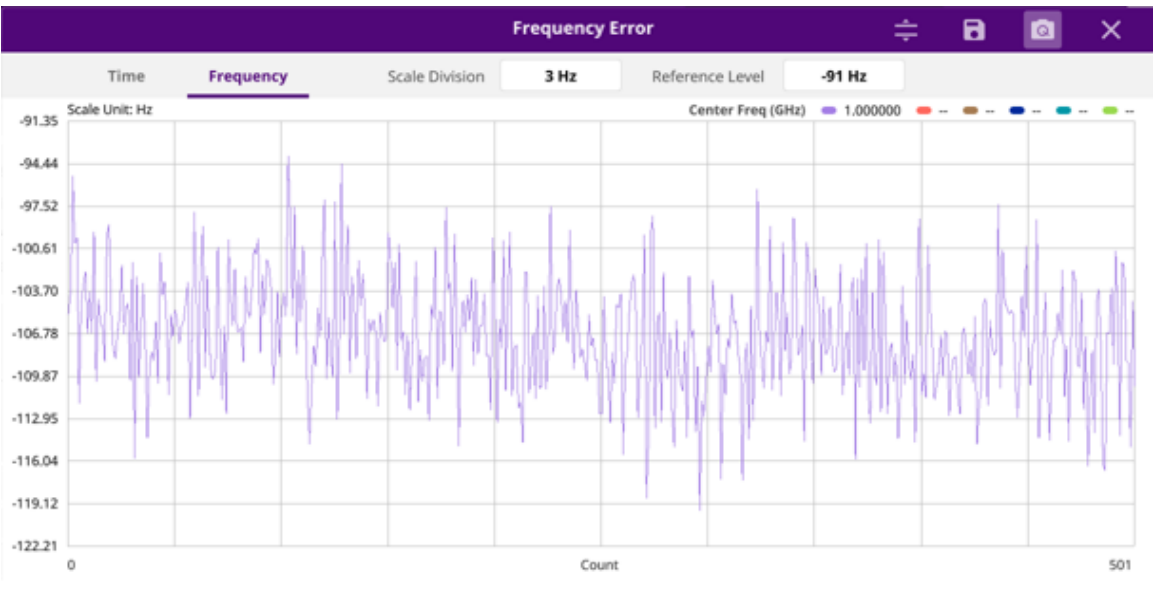 Frequency Error
Time Frequency Scale Division 3 Hz Reference Level -91 Hz
Scale Unit: Hz Center Freq (GHz) 1.000000 -- -- -- -- --
-91.35
-94.44
-97.52
-100.61
-103.70
-106.78
-109.87
-112.95
-116.04
-119.12
-122.21
0 Count 501